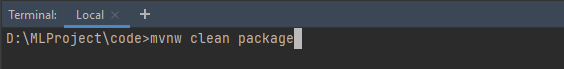 Terminal: Local × +
D:\MLProject\code>mvnw clean package